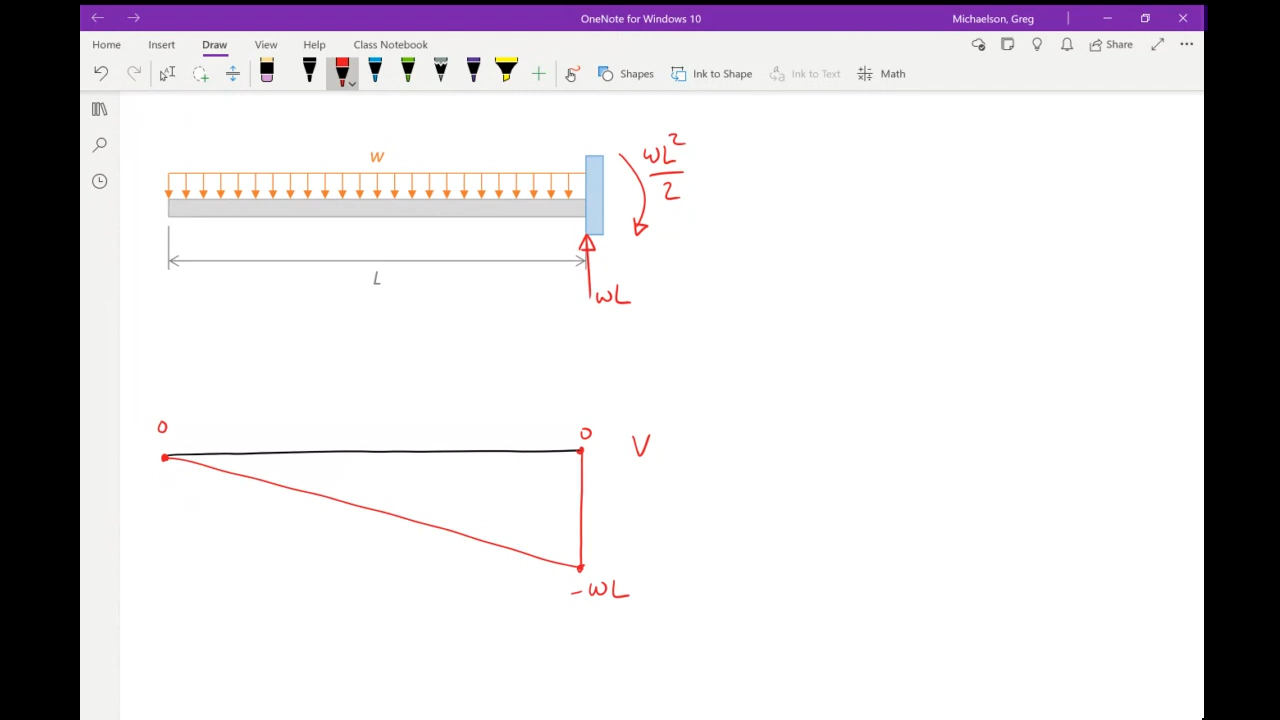 OneNote for Windows 10
Michaelson, Greg
Home Insert Draw View Help Class Notebook
Share
Shapes
Ink to Shape
Ink to Text
Math
w
wL²
2
L
wL
0
0
V
-wL